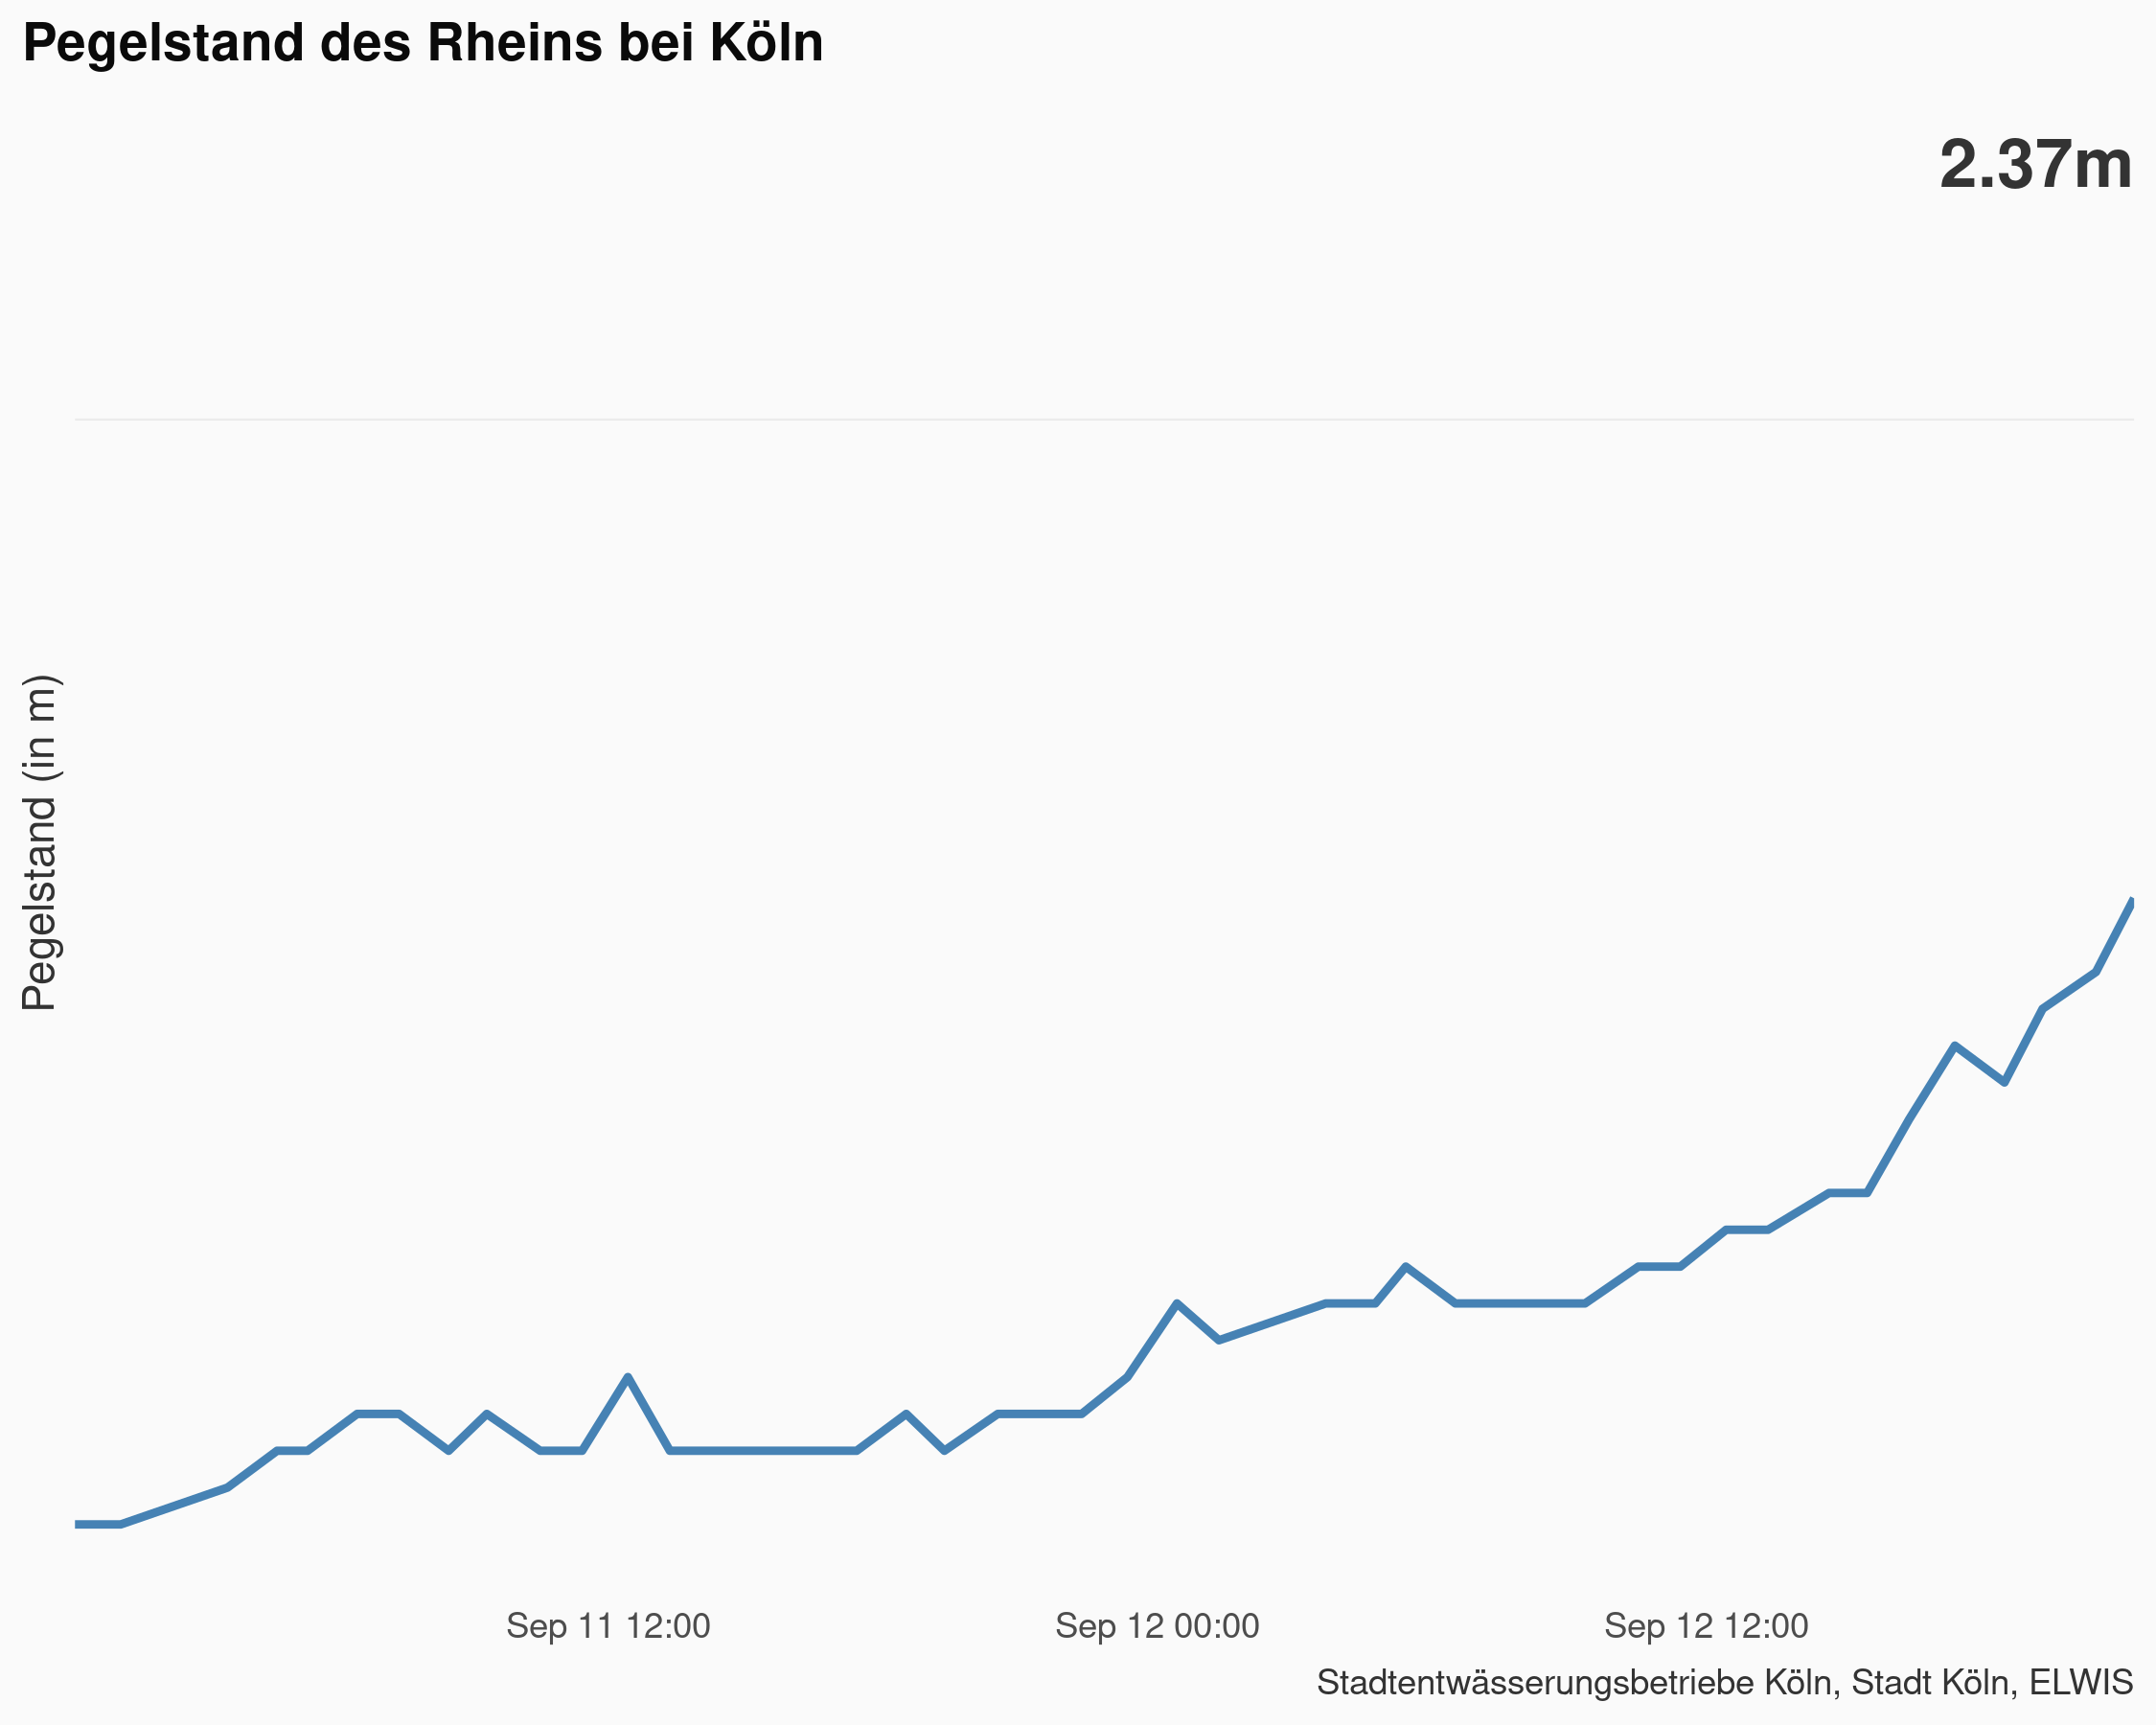 Pegelstand des Rheins bei Köln
2.37m
Pegelstand (in m)
Sep 11 12:00
Sep 12 00:00
Sep 12 12:00
Stadtentwässerungsbetriebe Köln, Stadt Köln, ELWIS